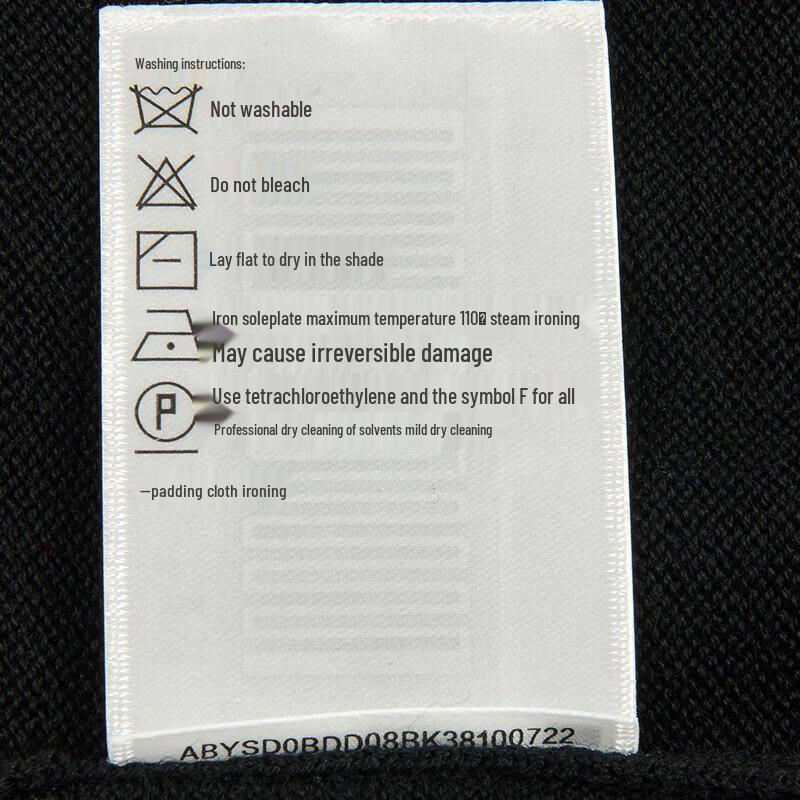 Washing instructions:
Not washable
Do not bleach
Lay flat to dry in the shade
Iron soleplate maximum temperature 110 steam ironing
May cause irreversible damage
P
Use tetrachloroethylene and the symbol F for all
Professional dry cleaning of solvents mild dry cleaning
—padding cloth ironing
ABYSD0BDD08BK38100722